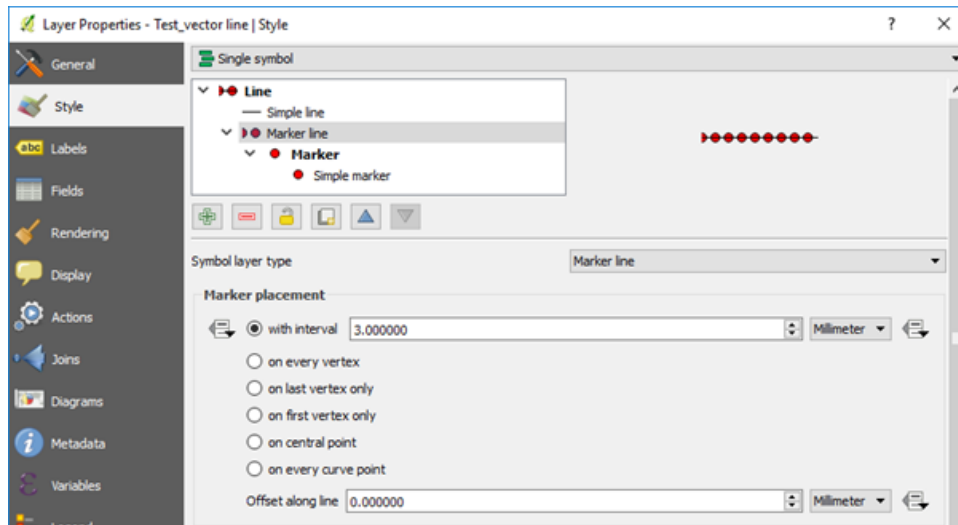 Layer Properties - Test_vector line | Style
?
General
Style
abc Labels
Fields
Rendering
Display
Actions
Joins
Diagrams
Metadata
Variables
Single symbol
Line
Simple line
Marker line
Marker
Simple marker
Symbol layer type
Marker line
Marker placement
with interval 3.000000 Milimeter
on every vertex
on last vertex only
on first vertex only
on central point
on every curve point
Offset along line 0.000000 Milimeter